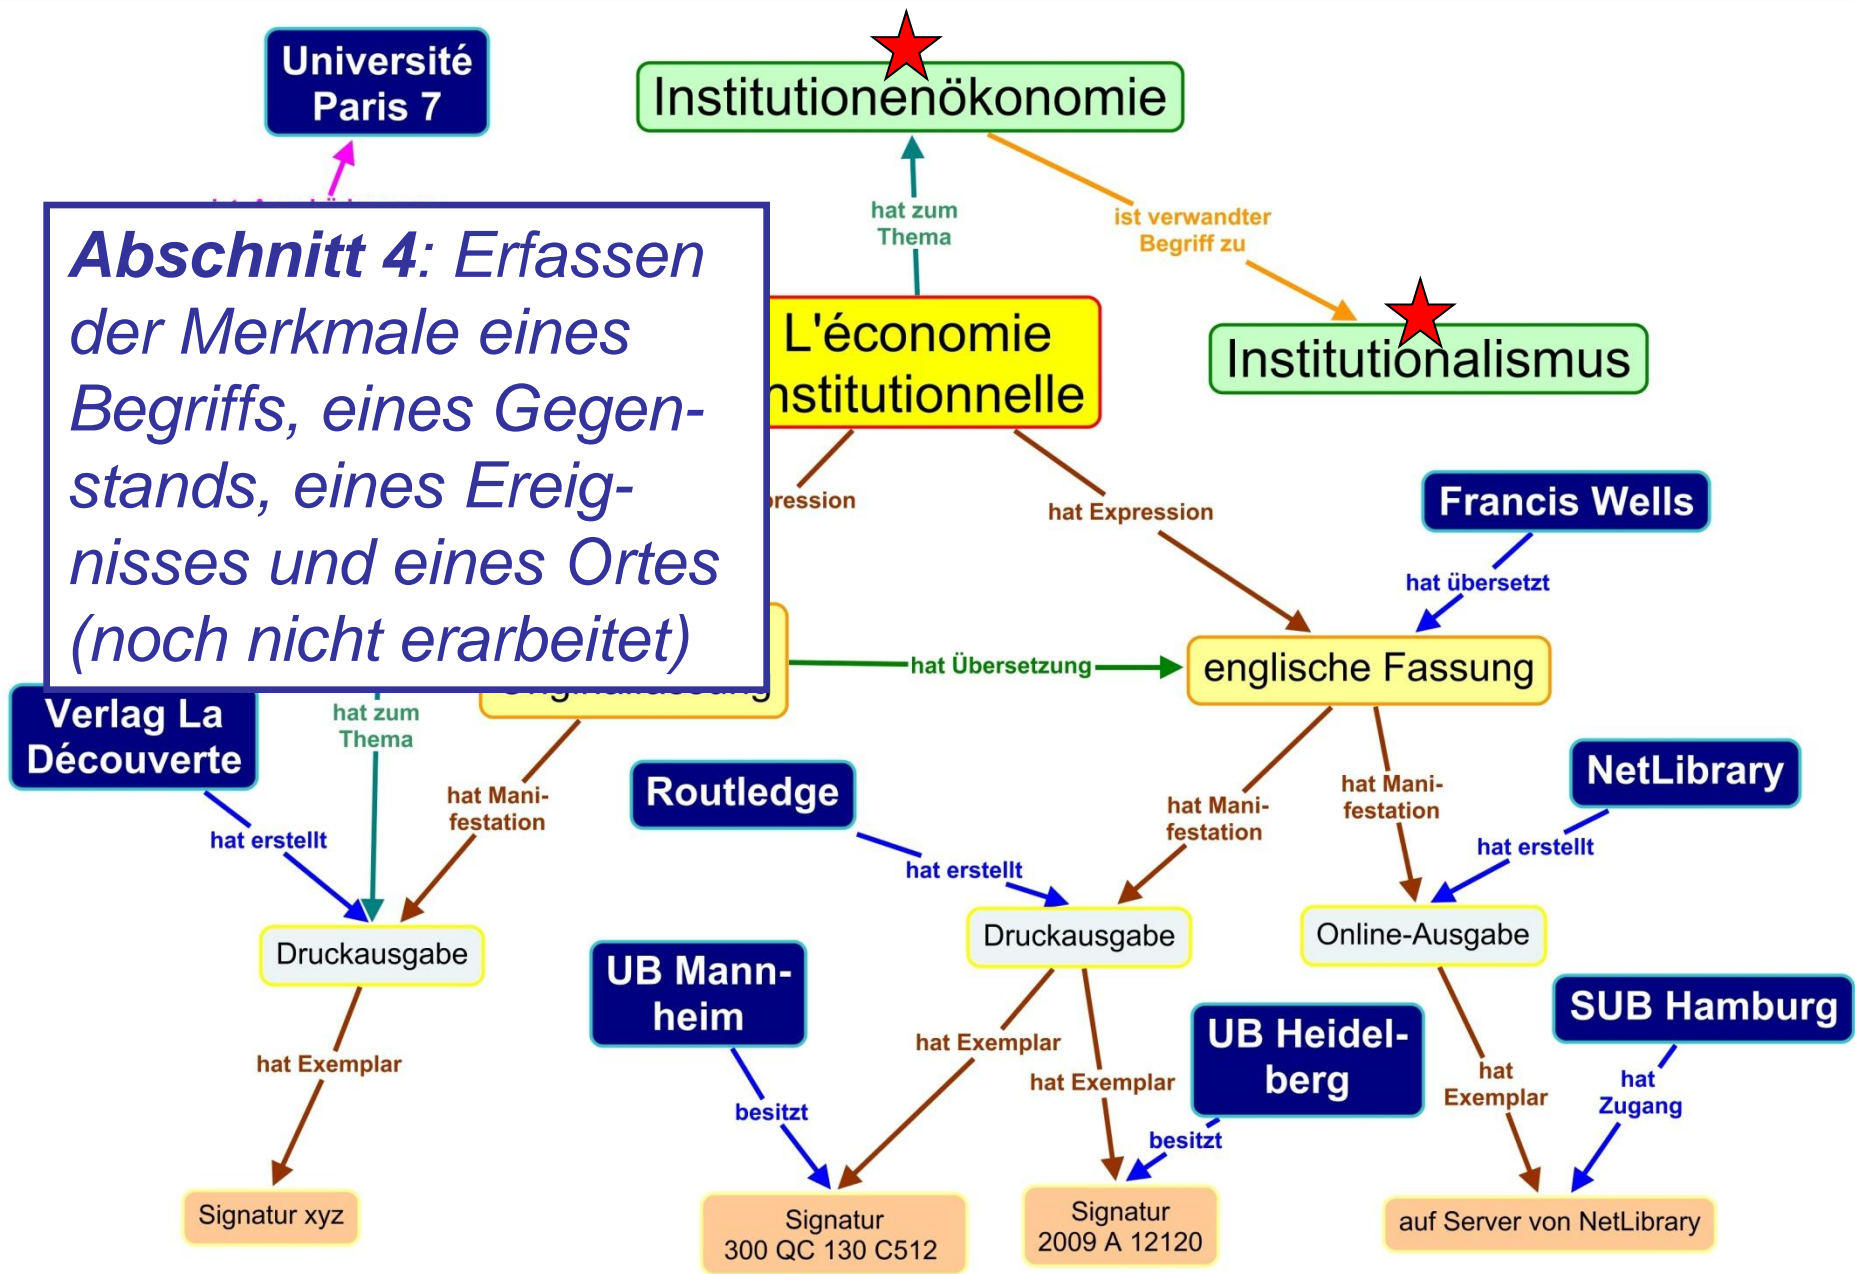 Université
Paris 7
Institutionenökonomie
hat zum
Thema
ist verwandter
Begriff zu
Abschnitt 4: Erfassen
der Merkmale eines
Begriffs, eines Gegen-
stands, eines Ereig-
nisses und eines Ortes
(noch nicht erarbeitet)
L'économie
nstitutionnelle
Institutionalismus
pression
hat Expression
Francis Wells
hat übersetzt
hat Übersetzung
englische Fassung
Originalfassung
Verlag La
Découverte
hat zum
Thema
hat erstellt
hat Mani-
festation
Routledge
hat erstellt
hat Mani-
festation
hat Mani-
festation
NetLibrary
hat erstellt
Druckausgabe
Druckausgabe
Online-Ausgabe
UB Mann-
heim
UB Heidel-
berg
SUB Hamburg
hat Exemplar
besitzt
hat Exemplar
hat Exemplar
besitzt
hat
Exemplar
hat
Zugang
Signatur xyz
Signatur
300 QC 130 C512
Signatur
2009 A 12120
auf Server von NetLibrary